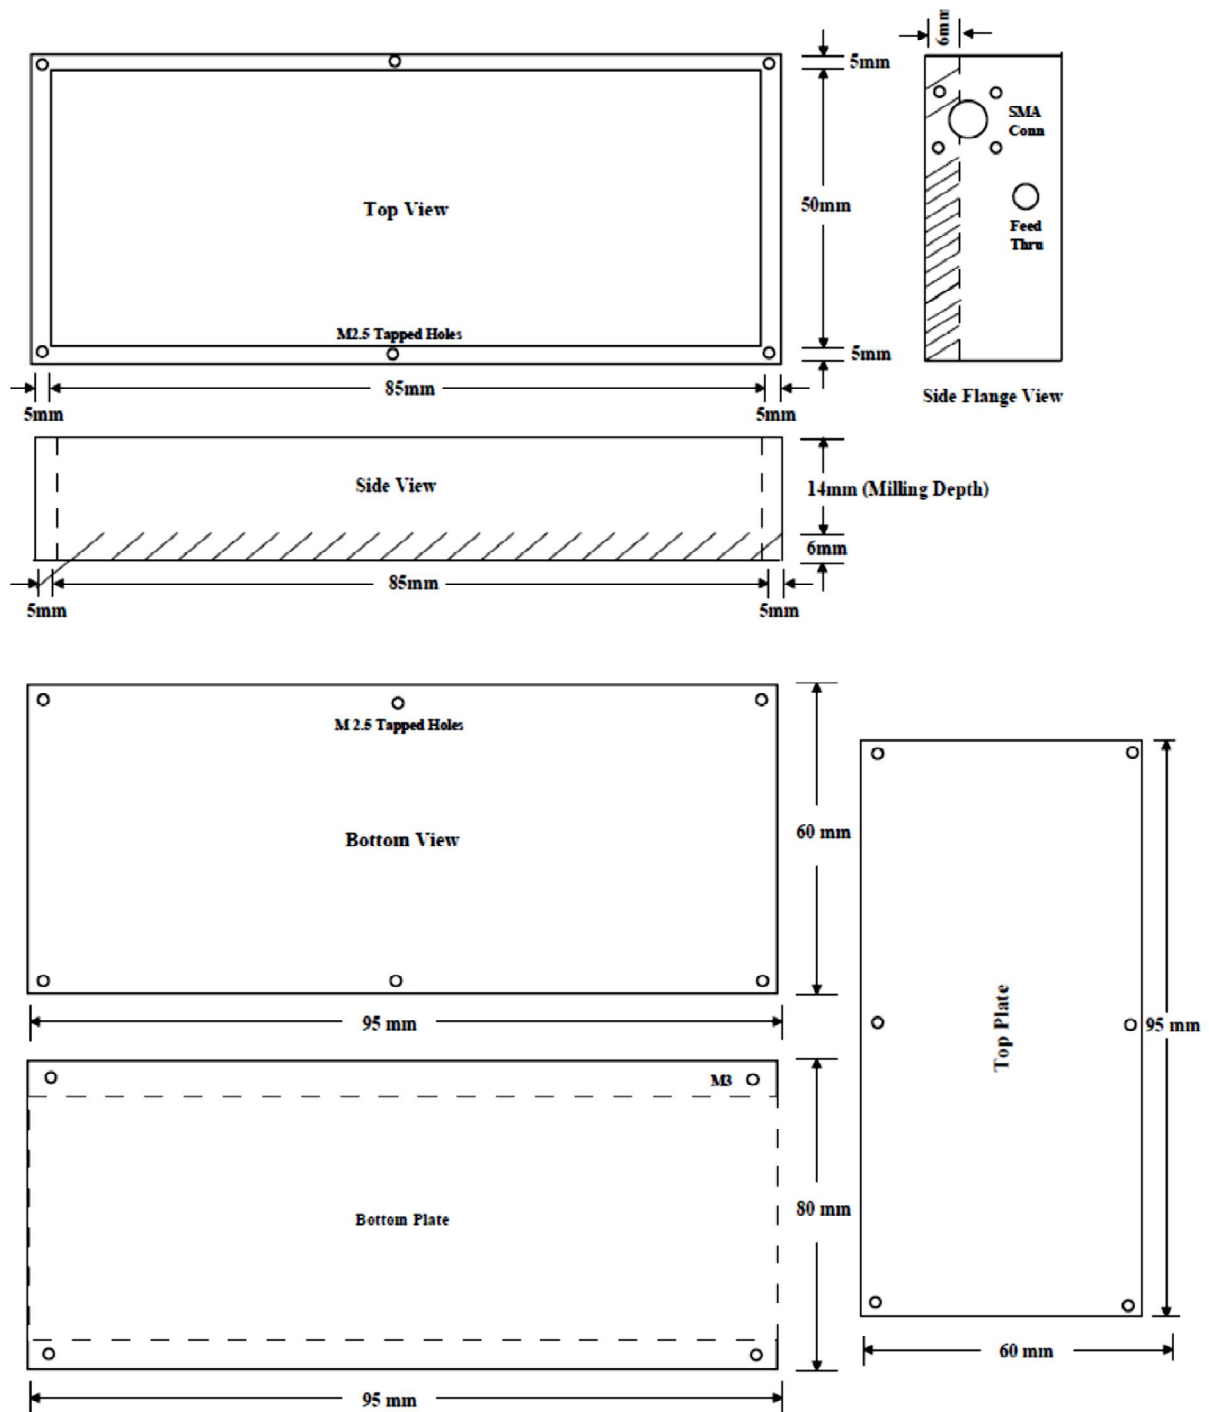 6mm
5mm
SMA
Conn
Top View
50mm
Feed
Thru
M2.5 Tapped Holes
5mm
85mm
Side Flange View
5mm
5mm
Side View
14mm (Milling Depth)
6mm
85mm
5mm
5mm
M 2.5 Tapped Holes
60 mm
Bottom View
Top Plate
95 mm
95 mm
M3
80 mm
Bottom Plate
60 mm
95 mm